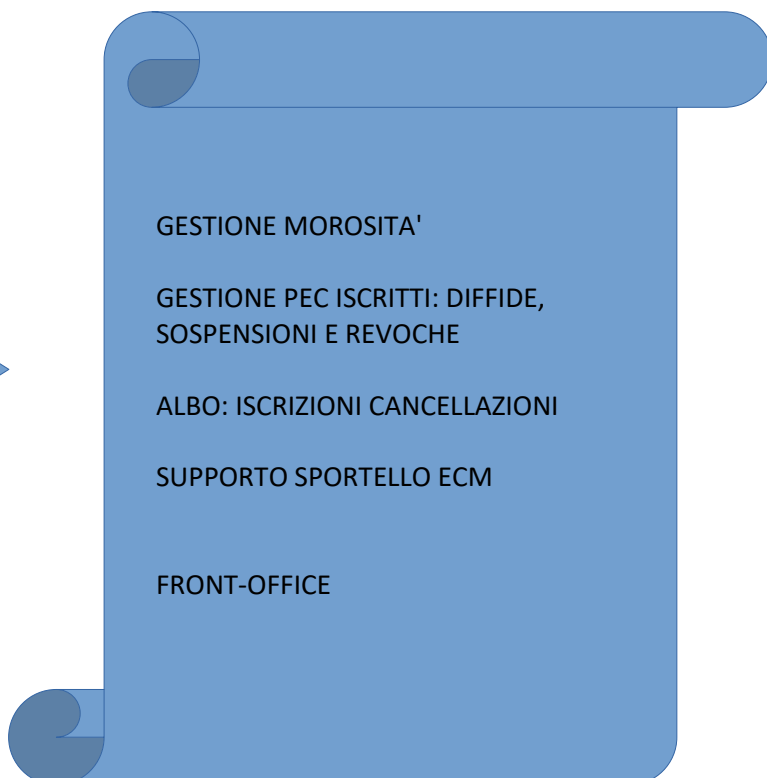 GESTIONE MOROSITA'
GESTIONE PEC ISCRITTI: DIFFIDE,
SOSPENSIONI E REVOCHE
ALBO: ISCRIZIONI CANCELLAZIONI
SUPPORTO SPORTELLO ECM
FRONT-OFFICE